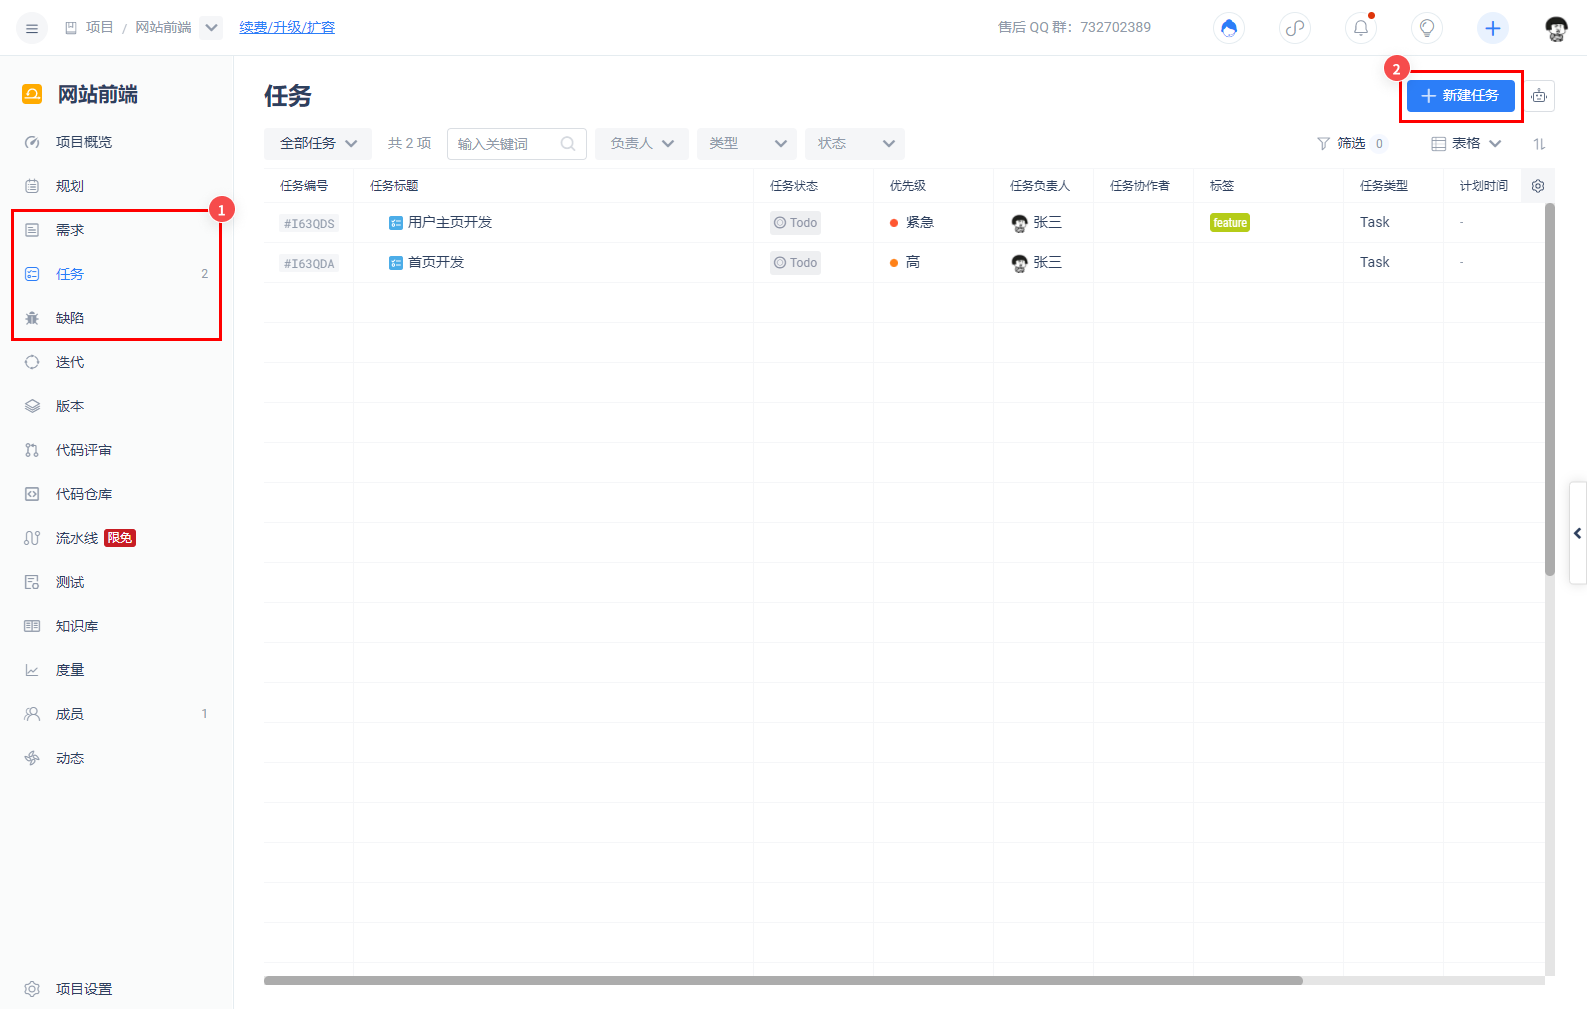 项目 / 网站前端 续费/升级/扩容 售后 QQ 群：732702389
网站前端
项目概览
规划
1
需求
任务 2
缺陷
迭代
版本
代码评审
代码仓库
流水线 限免
测试
知识库
度量
成员 1
动态
项目设置
任务
2
新建任务
全部任务 共 2 项 输入关键词 负责人 类型 状态 筛选 0 表格
任务编号 任务标题 任务状态 优先级 任务负责人 任务协作者 标签 任务类型 计划时间
#I63QDS 用户主页开发 Todo 紧急 张三 feature Task -
#I63QDA 首页开发 Todo 高 张三 Task -